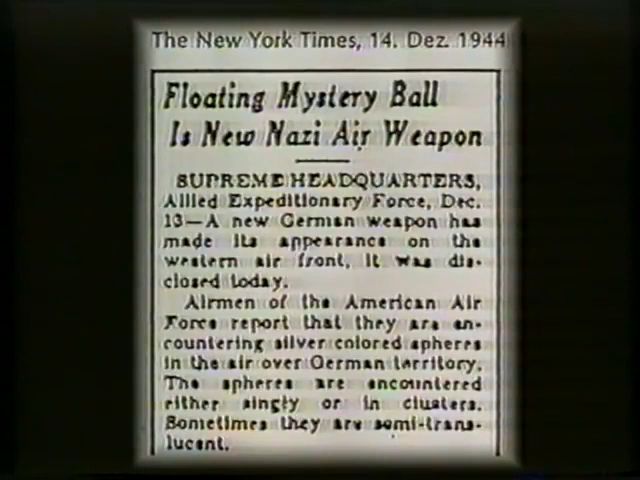 The New York Times, 14. Dez. 1944
Floating Mystery Ball
Is New Nazi Air Weapon
SUPREME HEADQUARTERS,
Allied Expeditionary Force, Dec.
13—A new German weapon has
made its appearance on the
western air front, it was dis-
closed today.
Airmen of the American Air
Force report that they are en-
countering silver colored spheres
in the air over German territory.
The spheres are encountered
either singly or in clusters.
Sometimes they are semi-trans-
lucent.